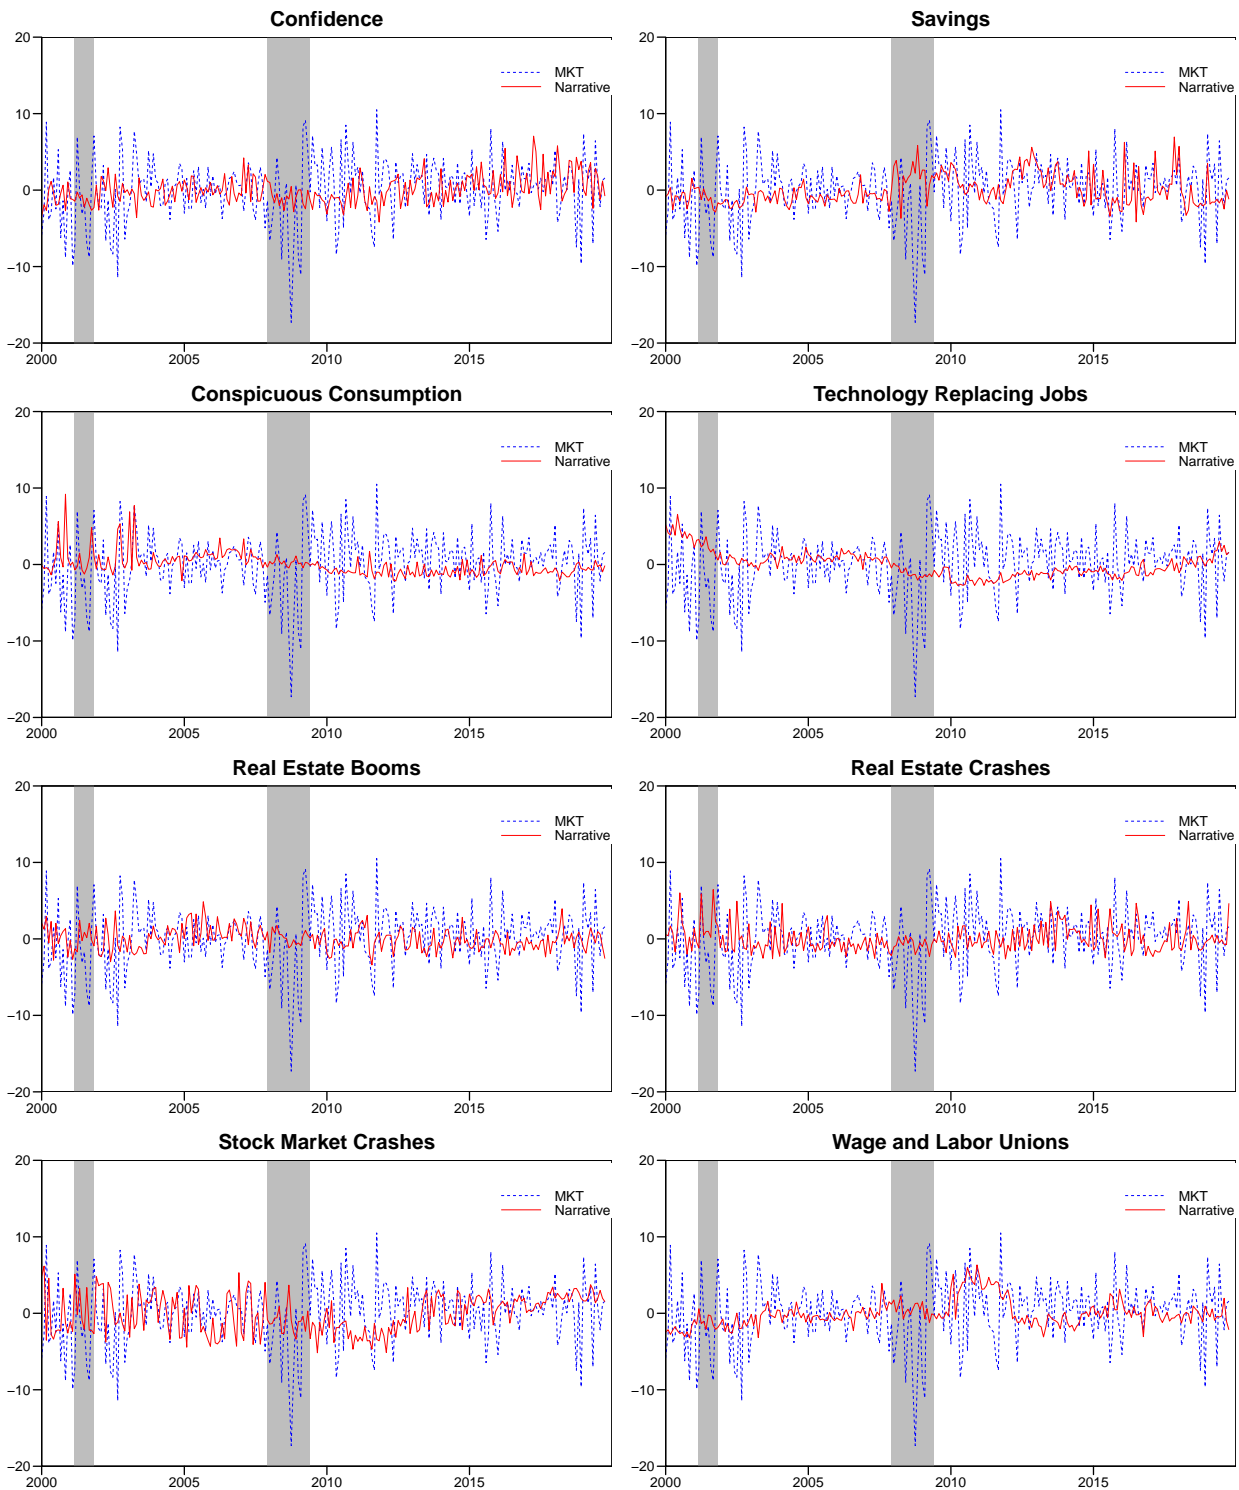 Confidence
20
10
0
−10
−20
MKT
Narrative
2000 2005 2010 2015
Savings
20
10
0
−10
−20
MKT
Narrative
2000 2005 2010 2015
Conspicuous Consumption
20
10
0
−10
−20
MKT
Narrative
2000 2005 2010 2015
Technology Replacing Jobs
20
10
0
−10
−20
MKT
Narrative
2000 2005 2010 2015
Real Estate Booms
20
10
0
−10
−20
MKT
Narrative
2000 2005 2010 2015
Real Estate Crashes
20
10
0
−10
−20
MKT
Narrative
2000 2005 2010 2015
Stock Market Crashes
20
10
0
−10
−20
MKT
Narrative
2000 2005 2010 2015
Wage and Labor Unions
20
10
0
−10
−20
MKT
Narrative
2000 2005 2010 2015